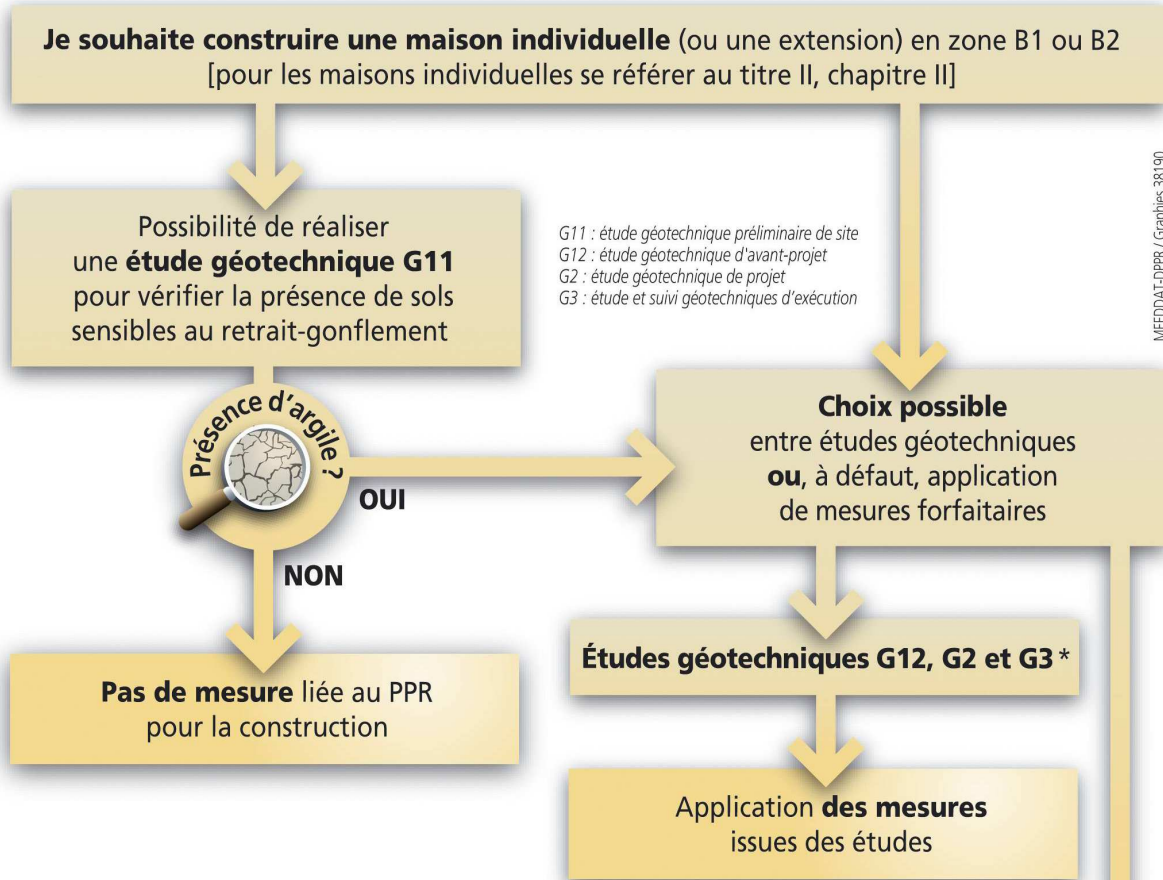 Je souhaite construire une maison individuelle (ou une extension) en zone B1 ou B2
[pour les maisons individuelles se référer au titre II, chapitre II]
Possibilité de réaliser
une étude géotechnique G11
pour vérifier la présence de sols
sensibles au retrait-gonflement
G11 : étude géotechnique préliminaire de site
G12 : étude géotechnique d'avant-projet
G2 : étude géotechnique de projet
G3 : étude et suivi géotechniques d'exécution
MEEDDAT-DPPR / Graphies 38190
Présence d'argile ?
OUI
NON
Choix possible
entre études géotechniques
ou, à défaut, application
de mesures forfaitaires
Études géotechniques G12, G2 et G3 *
Pas de mesure liée au PPR
pour la construction
Application des mesures
issues des études